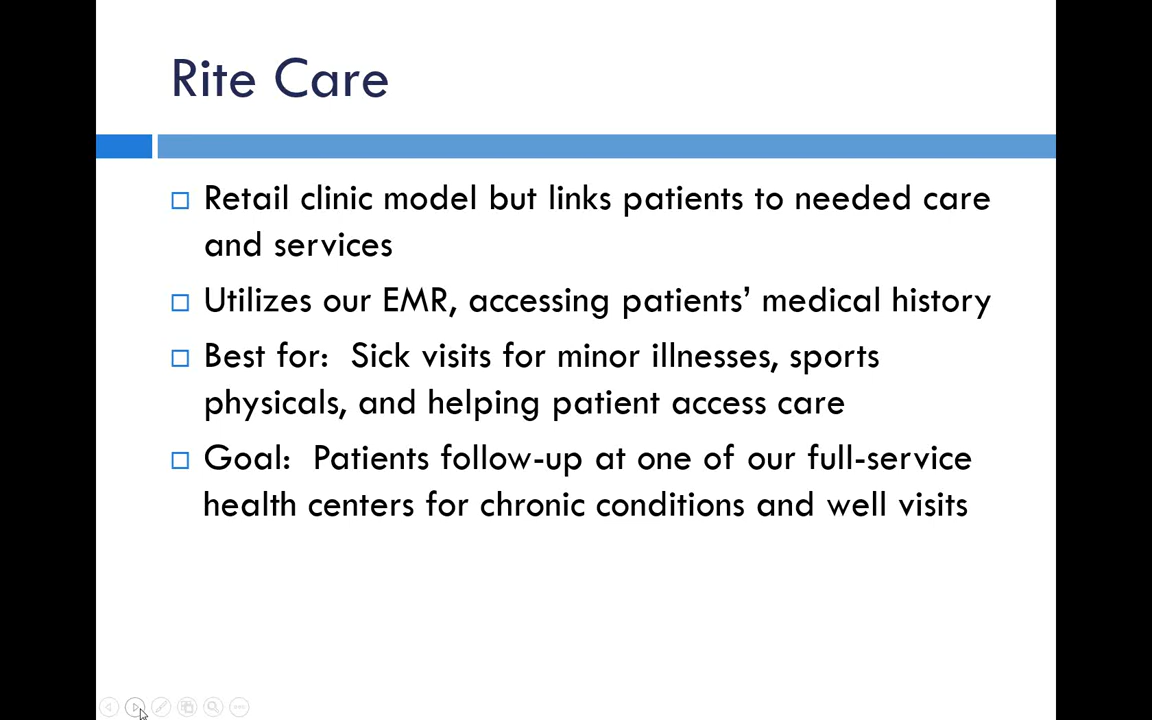 Rite Care
Retail clinic model but links patients to needed care
and services
Utilizes our EMR, accessing patients’ medical history
Best for:  Sick visits for minor illnesses, sports
physicals, and helping patient access care
Goal:  Patients follow-up at one of our full-service
health centers for chronic conditions and well visits